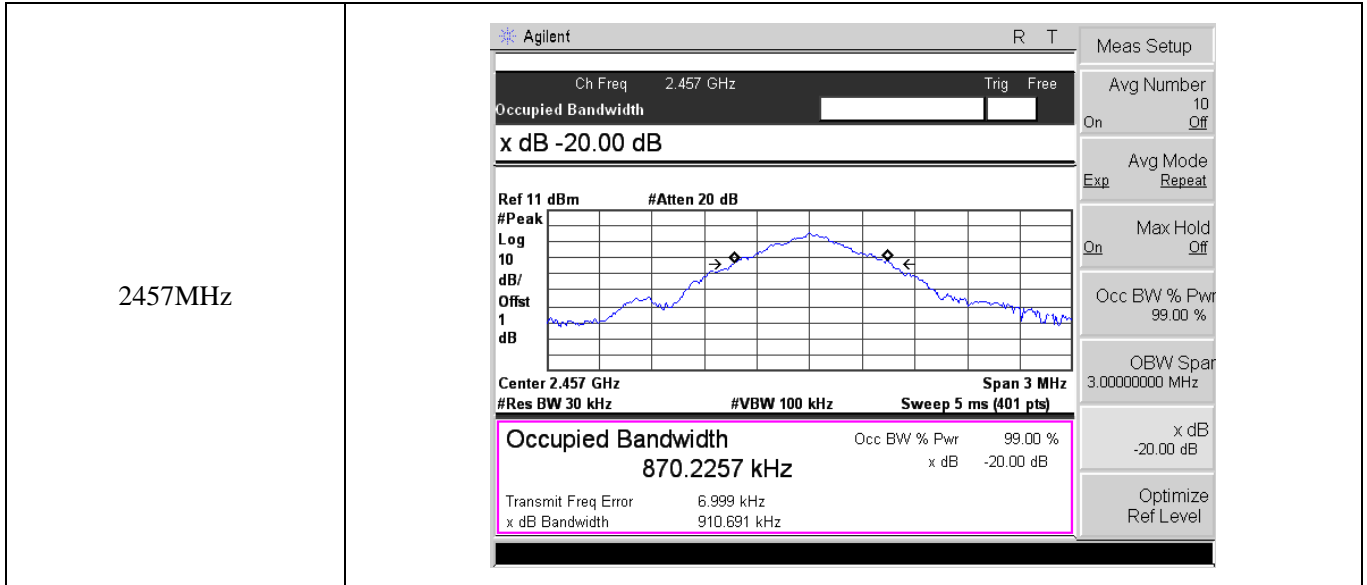 2457MHz
Agilent R T
Ch Freq 2.457 GHz Trig Free
Occupied Bandwidth
x dB -20.00 dB
Ref 11 dBm #Atten 20 dB
#Peak
Log
10
dB/
Offst
1
dB
Center 2.457 GHz Span 3 MHz
#Res BW 30 kHz #VBW 100 kHz Sweep 5 ms (401 pts)
Occupied Bandwidth
870.2257 kHz
Occ BW % Pwr 99.00 %
x dB -20.00 dB
Transmit Freq Error 6.999 kHz
x dB Bandwidth 910.691 kHz
Meas Setup
Avg Number
10
On Off
Avg Mode
Exp Repeat
Max Hold
On Off
Occ BW % Pwr
99.00 %
OBW Span
3.00000000 MHz
x dB
-20.00 dB
Optimize
Ref Level